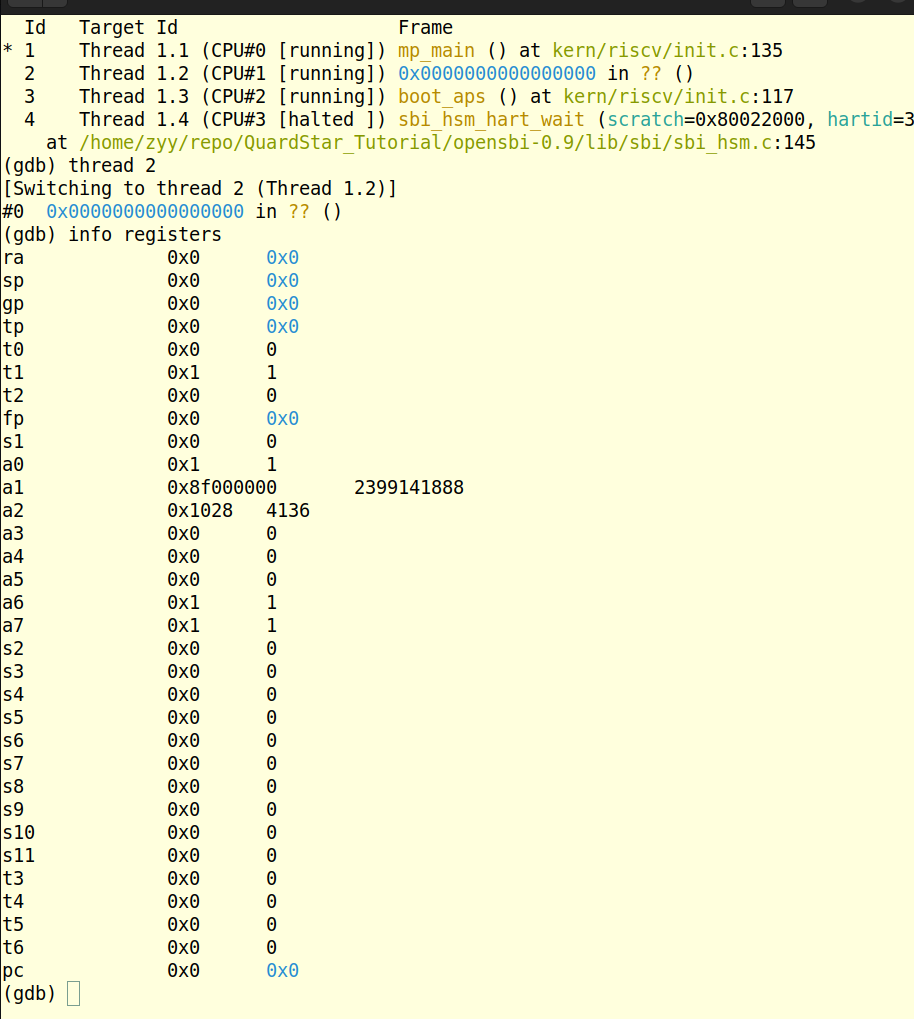 Id Target Id Frame
* 1 Thread 1.1 (CPU#0 [running]) mp_main () at kern/riscv/init.c:135
2 Thread 1.2 (CPU#1 [running]) 0x0000000000000000 in ?? ()
3 Thread 1.3 (CPU#2 [running]) boot_aps () at kern/riscv/init.c:117
4 Thread 1.4 (CPU#3 [halted ]) sbi_hsm_hart_wait (scratch=0x80022000, hartid=3
at /home/zyy/repo/QuardStar_Tutorial/opensbi-0.9/lib/sbi/sbi_hsm.c:145
(gdb) thread 2
[Switching to thread 2 (Thread 1.2)]
#0 0x0000000000000000 in ?? ()
(gdb) info registers
ra 0x0 0x0
sp 0x0 0x0
gp 0x0 0x0
tp 0x0 0x0
t0 0x0 0
t1 0x1 1
t2 0x0 0
fp 0x0 0x0
s1 0x0 0
a0 0x1 1
a1 0x8f000000 2399141888
a2 0x1028 4136
a3 0x0 0
a4 0x0 0
a5 0x0 0
a6 0x1 1
a7 0x1 1
s2 0x0 0
s3 0x0 0
s4 0x0 0
s5 0x0 0
s6 0x0 0
s7 0x0 0
s8 0x0 0
s9 0x0 0
s10 0x0 0
s11 0x0 0
t3 0x0 0
t4 0x0 0
t5 0x0 0
t6 0x0 0
pc 0x0 0x0
(gdb)